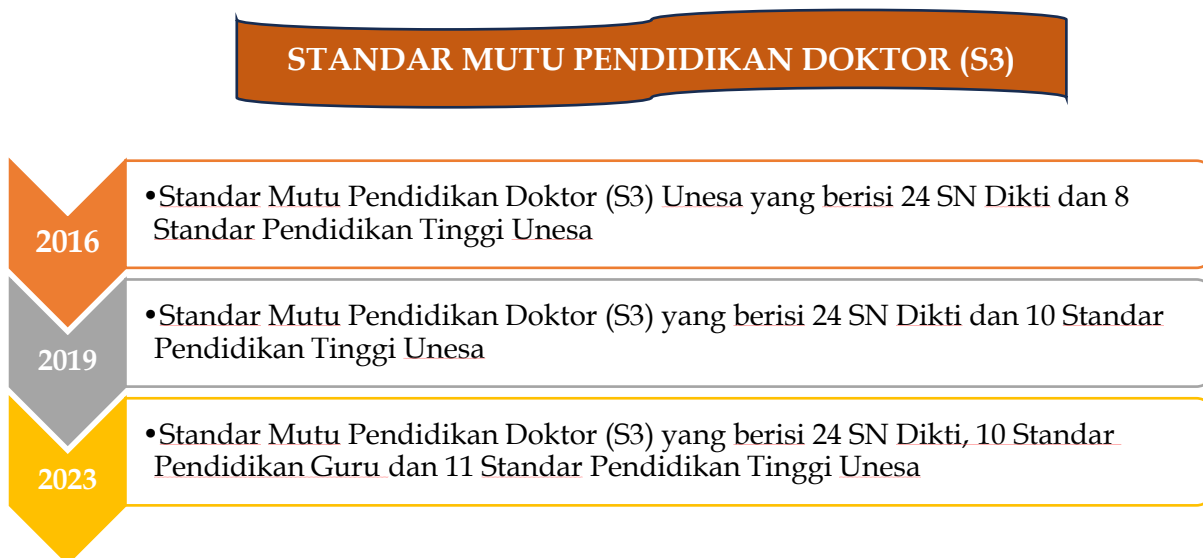 STANDAR MUTU PENDIDIKAN DOKTOR (S3)
2016
•Standar Mutu Pendidikan Doktor (S3) Unesa yang berisi 24 SN Dikti dan 8
Standar Pendidikan Tinggi Unesa
2019
•Standar Mutu Pendidikan Doktor (S3) yang berisi 24 SN Dikti dan 10 Standar
Pendidikan Tinggi Unesa
2023
•Standar Mutu Pendidikan Doktor (S3) yang berisi 24 SN Dikti, 10 Standar
Pendidikan Guru dan 11 Standar Pendidikan Tinggi Unesa